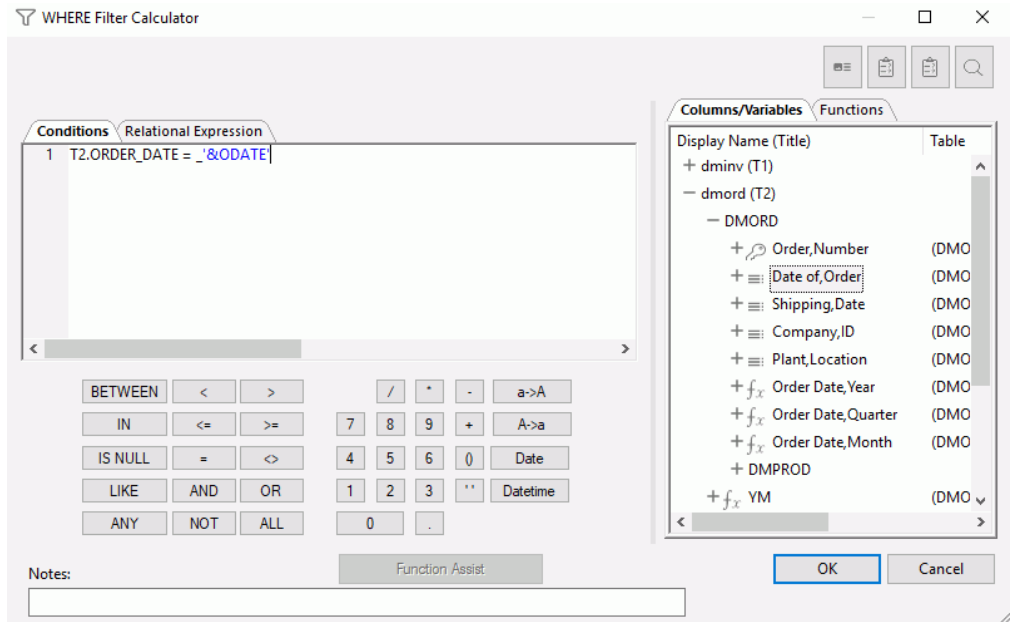 WHERE Filter Calculator
Conditions Relational Expression
1 T2.ORDER_DATE = _'&ODATE'
Columns/Variables Functions
Display Name (Title) Table
dminv (T1)
dmord (T2)
DMORD
Order,Number (DMO
Date of,Order (DMO
Shipping,Date (DMO
Company,ID (DMO
Plant,Location (DMO
fx Order Date,Year (DMO
fx Order Date,Quarter (DMO
fx Order Date,Month (DMO
DMPROD
fx YM (DMO
BETWEEN < > / * - a->A
IN <= >= 7 8 9 + A->a
IS NULL = <> 4 5 6 () Date
LIKE AND OR 1 2 3 '' Datetime
ANY NOT ALL 0 .
Function Assist
OK Cancel
Notes: